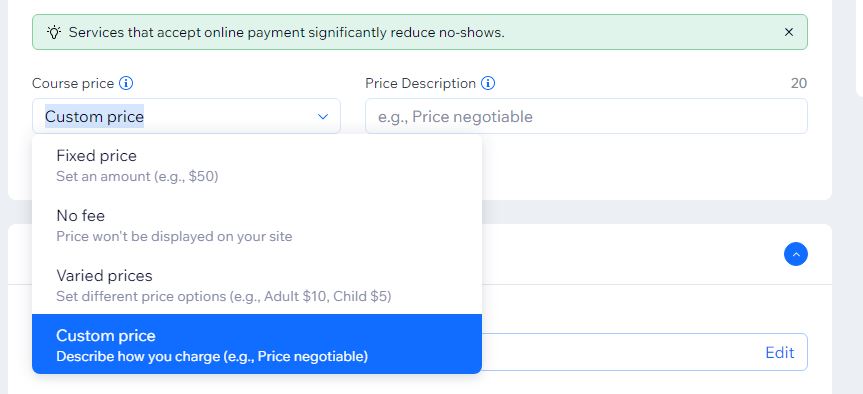 Services that accept online payment significantly reduce no-shows.
Course price
Price Description
20
Custom price
e.g., Price negotiable
Fixed price
Set an amount (e.g., $50)
No fee
Price won't be displayed on your site
Varied prices
Set different price options (e.g., Adult $10, Child $5)
Custom price
Describe how you charge (e.g., Price negotiable)
Edit